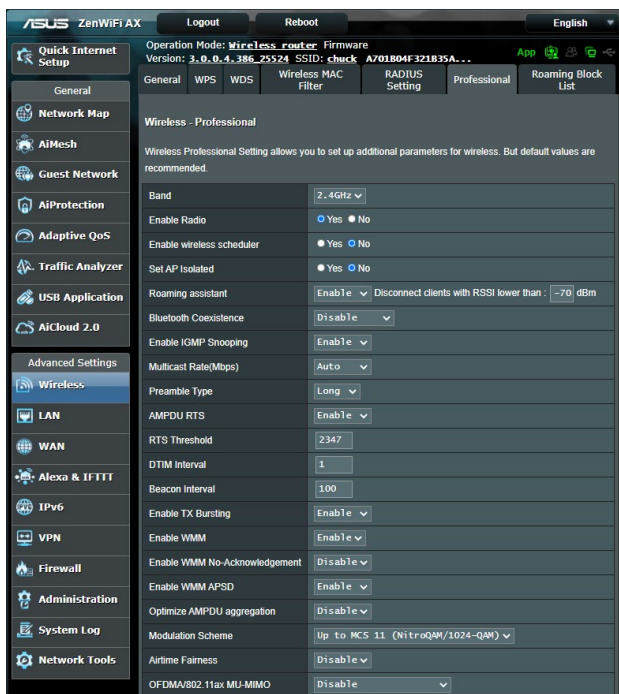 ASUS ZenWiFi AX Logout Reboot English
Quick Internet Setup
General
Network Map
AiMesh
Guest Network
AiProtection
Adaptive QoS
Traffic Analyzer
USB Application
AiCloud 2.0
Advanced Settings
Wireless
LAN
WAN
Alexa & IFTTT
IPv6
VPN
Firewall
Administration
System Log
Network Tools
Operation Mode: Wireless router Firmware
Version: 3.0.0.4.386_25524 SSID: chuck A701B04F321B35A...
App
General WPS WDS Wireless MAC Filter RADIUS Setting Professional Roaming Block List
Wireless - Professional
Wireless Professional Setting allows you to set up additional parameters for wireless. But default values are
recommended.
Band 2.4GHz
Enable Radio Yes No
Enable wireless scheduler Yes No
Set AP Isolated Yes No
Roaming assistant Enable Disconnect clients with RSSI lower than : -70 dBm
Bluetooth Coexistence Disable
Enable IGMP Snooping Enable
Multicast Rate(Mbps) Auto
Preamble Type Long
AMPDU RTS Enable
RTS Threshold 2347
DTIM Interval 1
Beacon Interval 100
Enable TX Bursting Enable
Enable WMM Enable
Enable WMM No-Acknowledgement Disable
Enable WMM APSD Enable
Optimize AMPDU aggregation Disable
Modulation Scheme Up to MCS 11 (NitroQAM/1024-QAM)
Airtime Fairness Disable
OFDMA/802.11ax MU-MIMO Disable